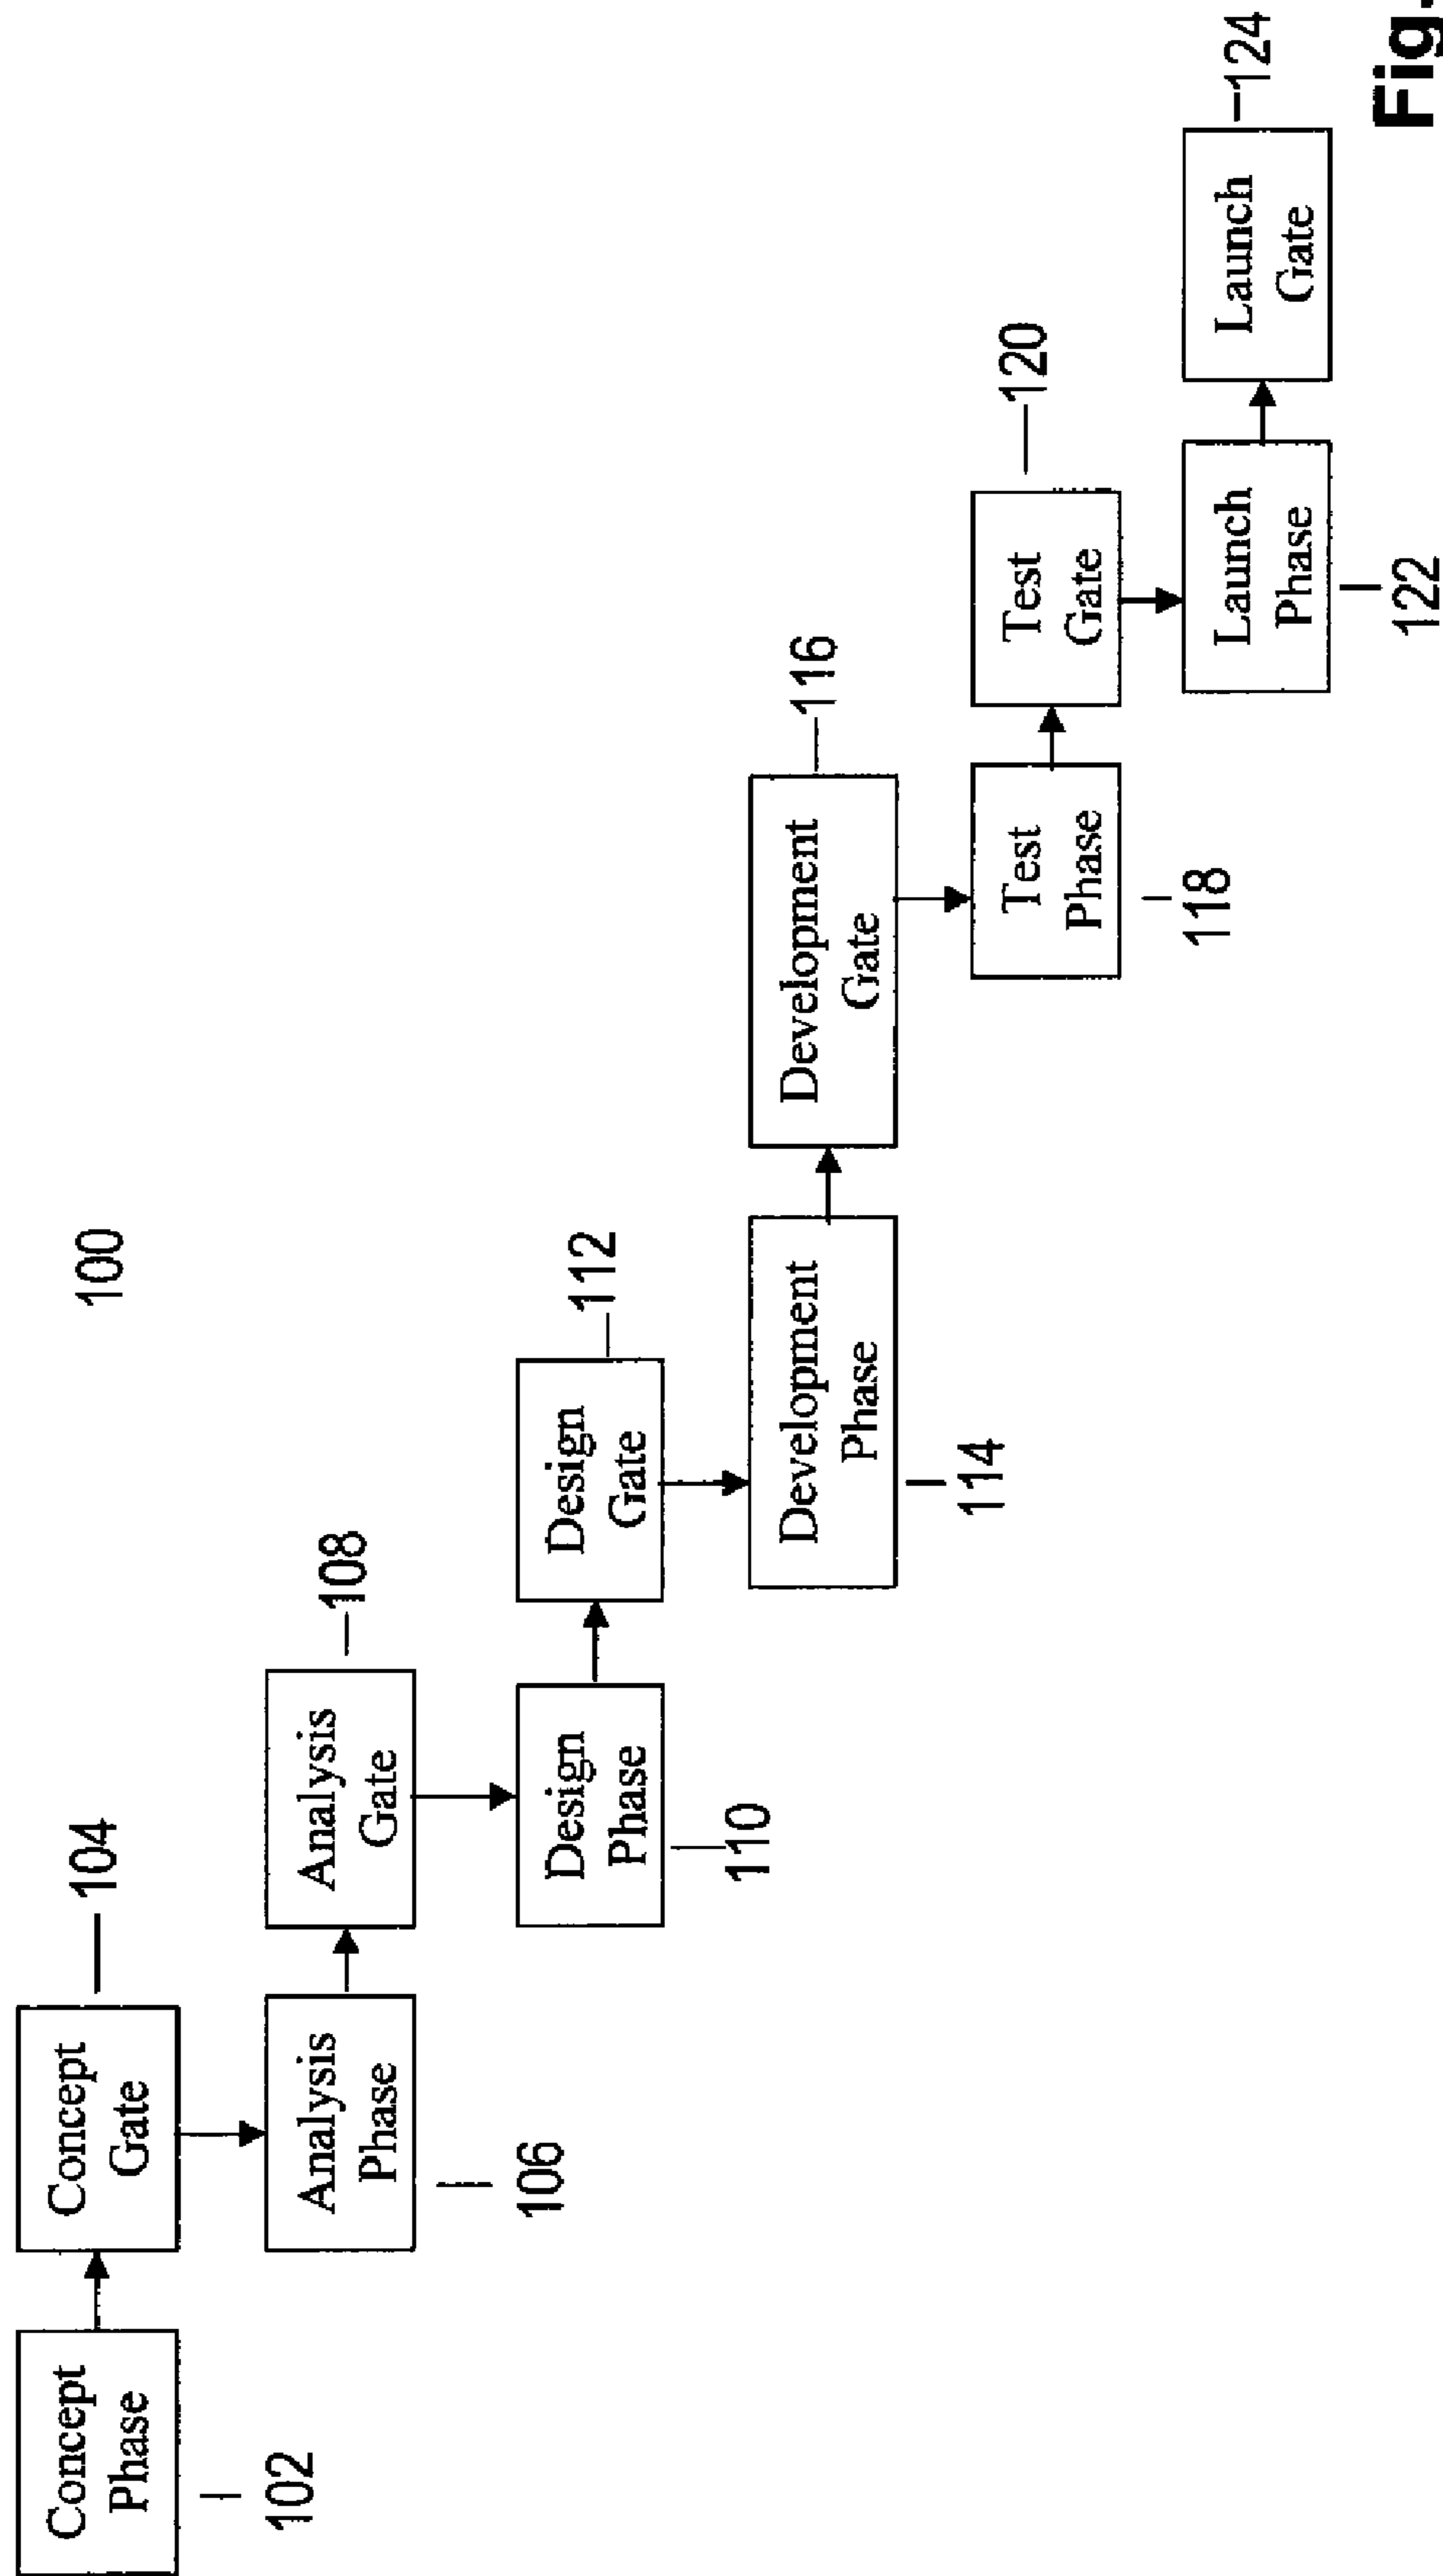 100
Concept
Phase
102
Concept
Gate
104
Analysis
Phase
106
Analysis
Gate
108
Design
Phase
110
Design
Gate
112
Development
Phase
114
Development
Gate
116
Test
Phase
118
Test
Gate
120
Launch
Phase
122
Launch
Gate
124
Fig.